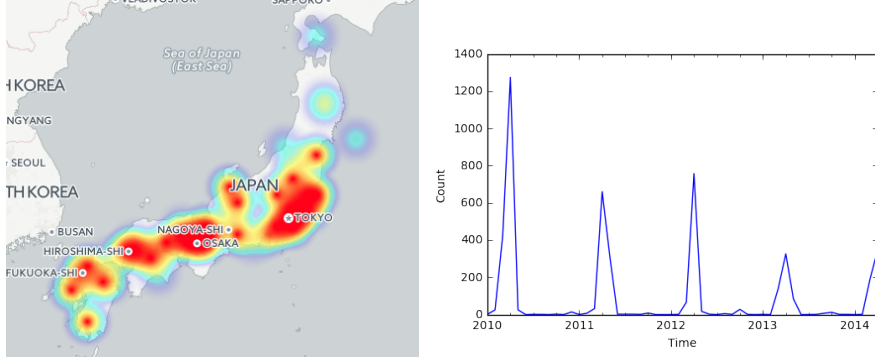 VLADIVOSTOK
SAPPORO
Sea of Japan
(East Sea)
H KOREA
NGYANG
SEOUL
TH KOREA
JAPAN
BUSAN
NAGOYA-SHI
TOKYO
HIROSHIMA-SHI
OSAKA
FUKUOKA-SHI
1400
1200
1000
800
600
400
200
0
Count
2010
2011
2012
2013
2014
Time